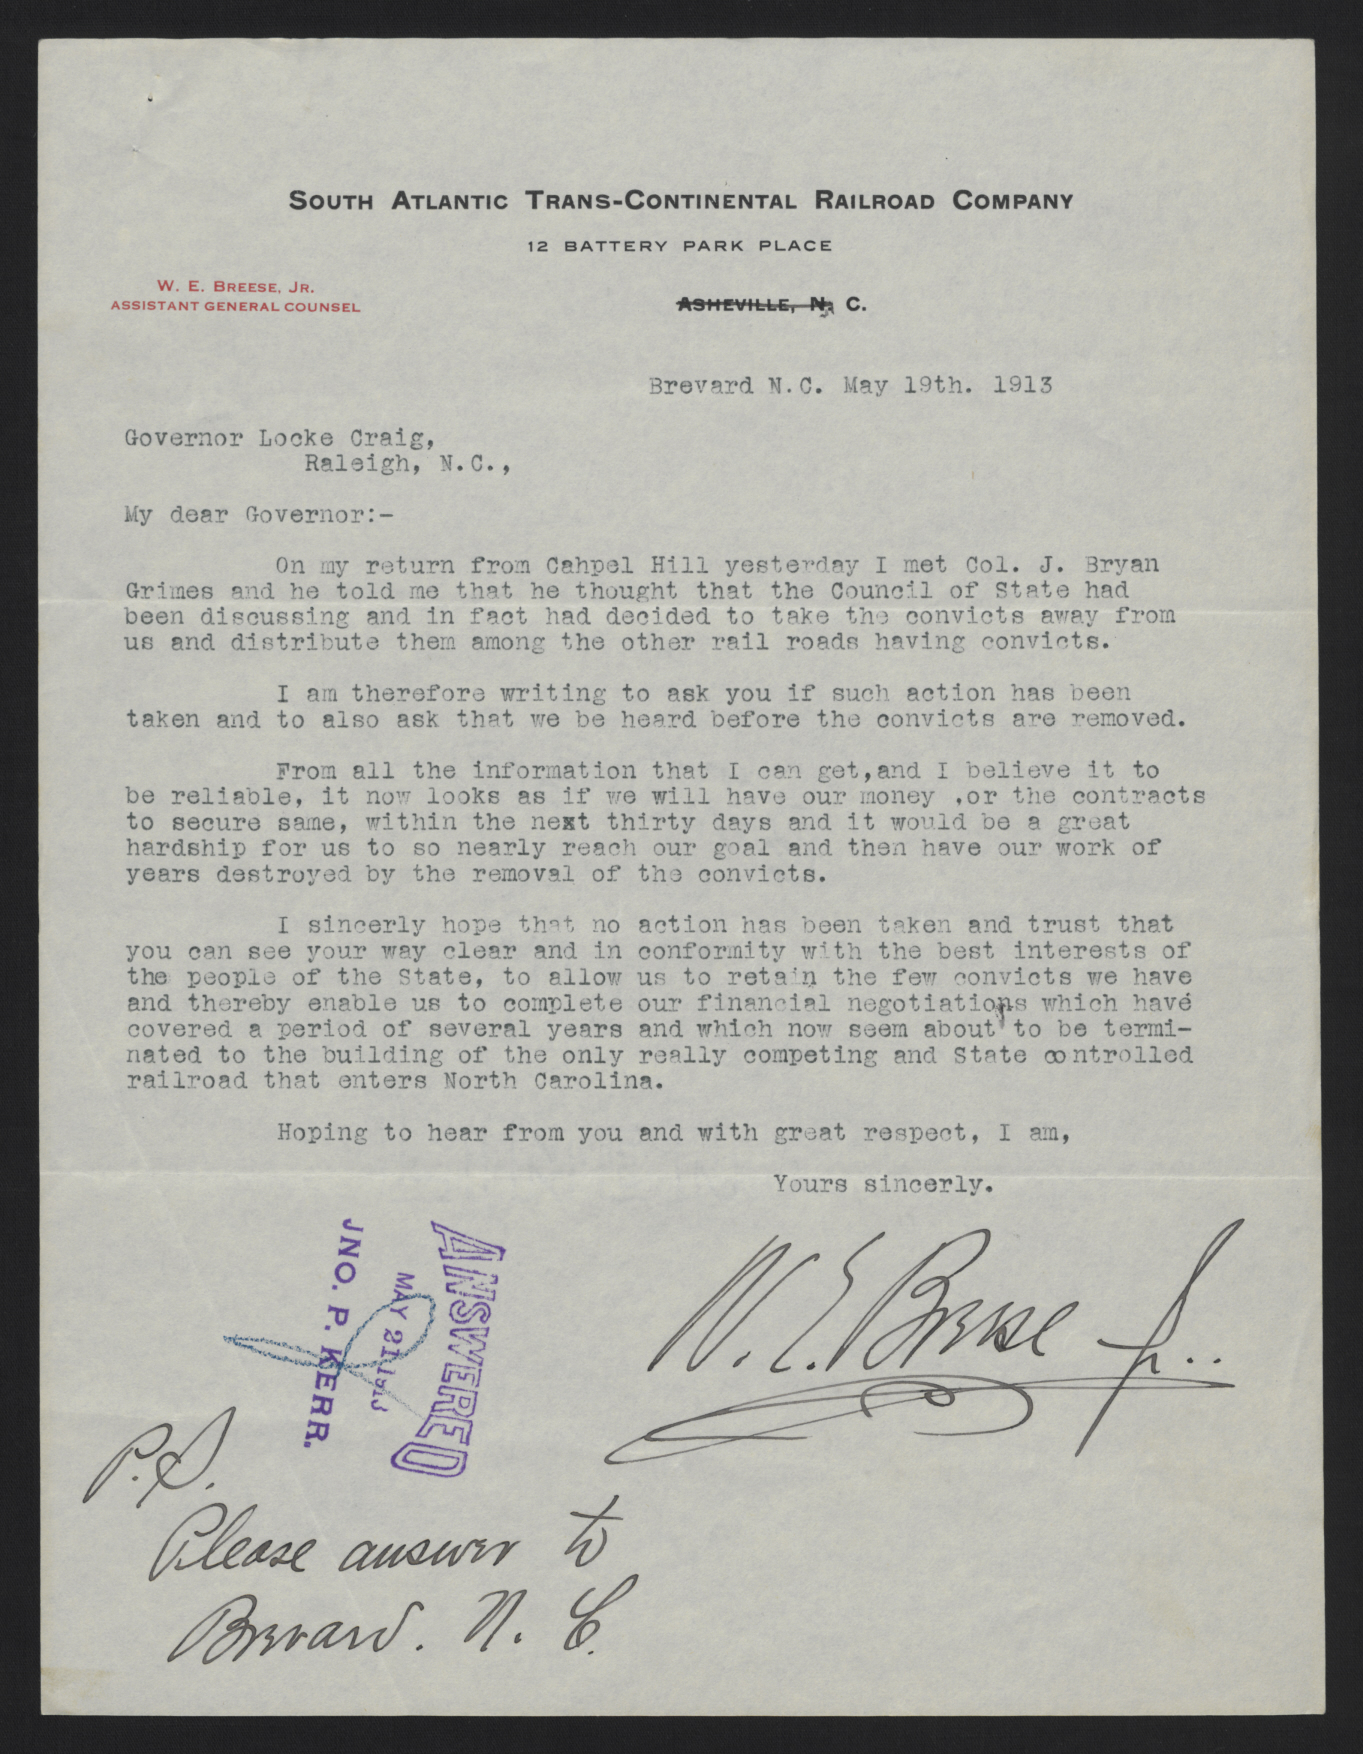 SOUTH ATLANTIC TRANS-CONTINENTAL RAILROAD COMPANY
12 BATTERY PARK PLACE
W. E. BREESE, JR.
ASSISTANT GENERAL COUNSEL
ASHEVILLE, N. C.
Brevard N.C. May 19th. 1913
Governor Locke Craig,
Raleigh, N.C.,
My dear Governor:-
On my return from Cahpel Hill yesterday I met Col. J. Bryan
Grimes and he told me that he thought that the Council of State had
been discussing and in fact had decided to take the convicts away from
us and distribute them among the other rail roads having convicts.
I am therefore writing to ask you if such action has been
taken and to also ask that we be heard before the convicts are removed.
From all the information that I can get,and I believe it to
be reliable, it now looks as if we will have our money ,or the contracts
to secure same, within the next thirty days and it would be a great
hardship for us to so nearly reach our goal and then have our work of
years destroyed by the removal of the convicts.
I sincerly hope that no action has been taken and trust that
you can see your way clear and in conformity with the best interests of
the people of the State, to allow us to retain the few convicts we have
and thereby enable us to complete our financial negotiations which have
covered a period of several years and which now seem about to be termi-
nated to the building of the only really competing and State controlled
railroad that enters North Carolina.
Hoping to hear from you and with great respect, I am,
Yours sincerly.
W. E. Breese Jr..
ANSWERED
MAY 21 1913
JNO. P. KERR.
P.S.
Please answer to
Brevard. N. C.